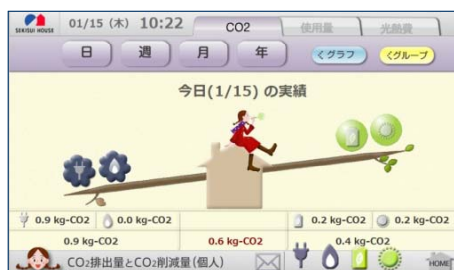 SEKISUI HOUSE
01/15 (木) 10:22
CO2
使用量
光熱費
日
週
月
年
<グラフ
<グループ
今日(1/15) の実績
0.9 kg-CO2
0.0 kg-CO2
0.2 kg-CO2
0.2 kg-CO2
0.9 kg-CO2
0.6 kg-CO2
0.4 kg-CO2
CO2排出量とCO2削減量(個人)
HOME